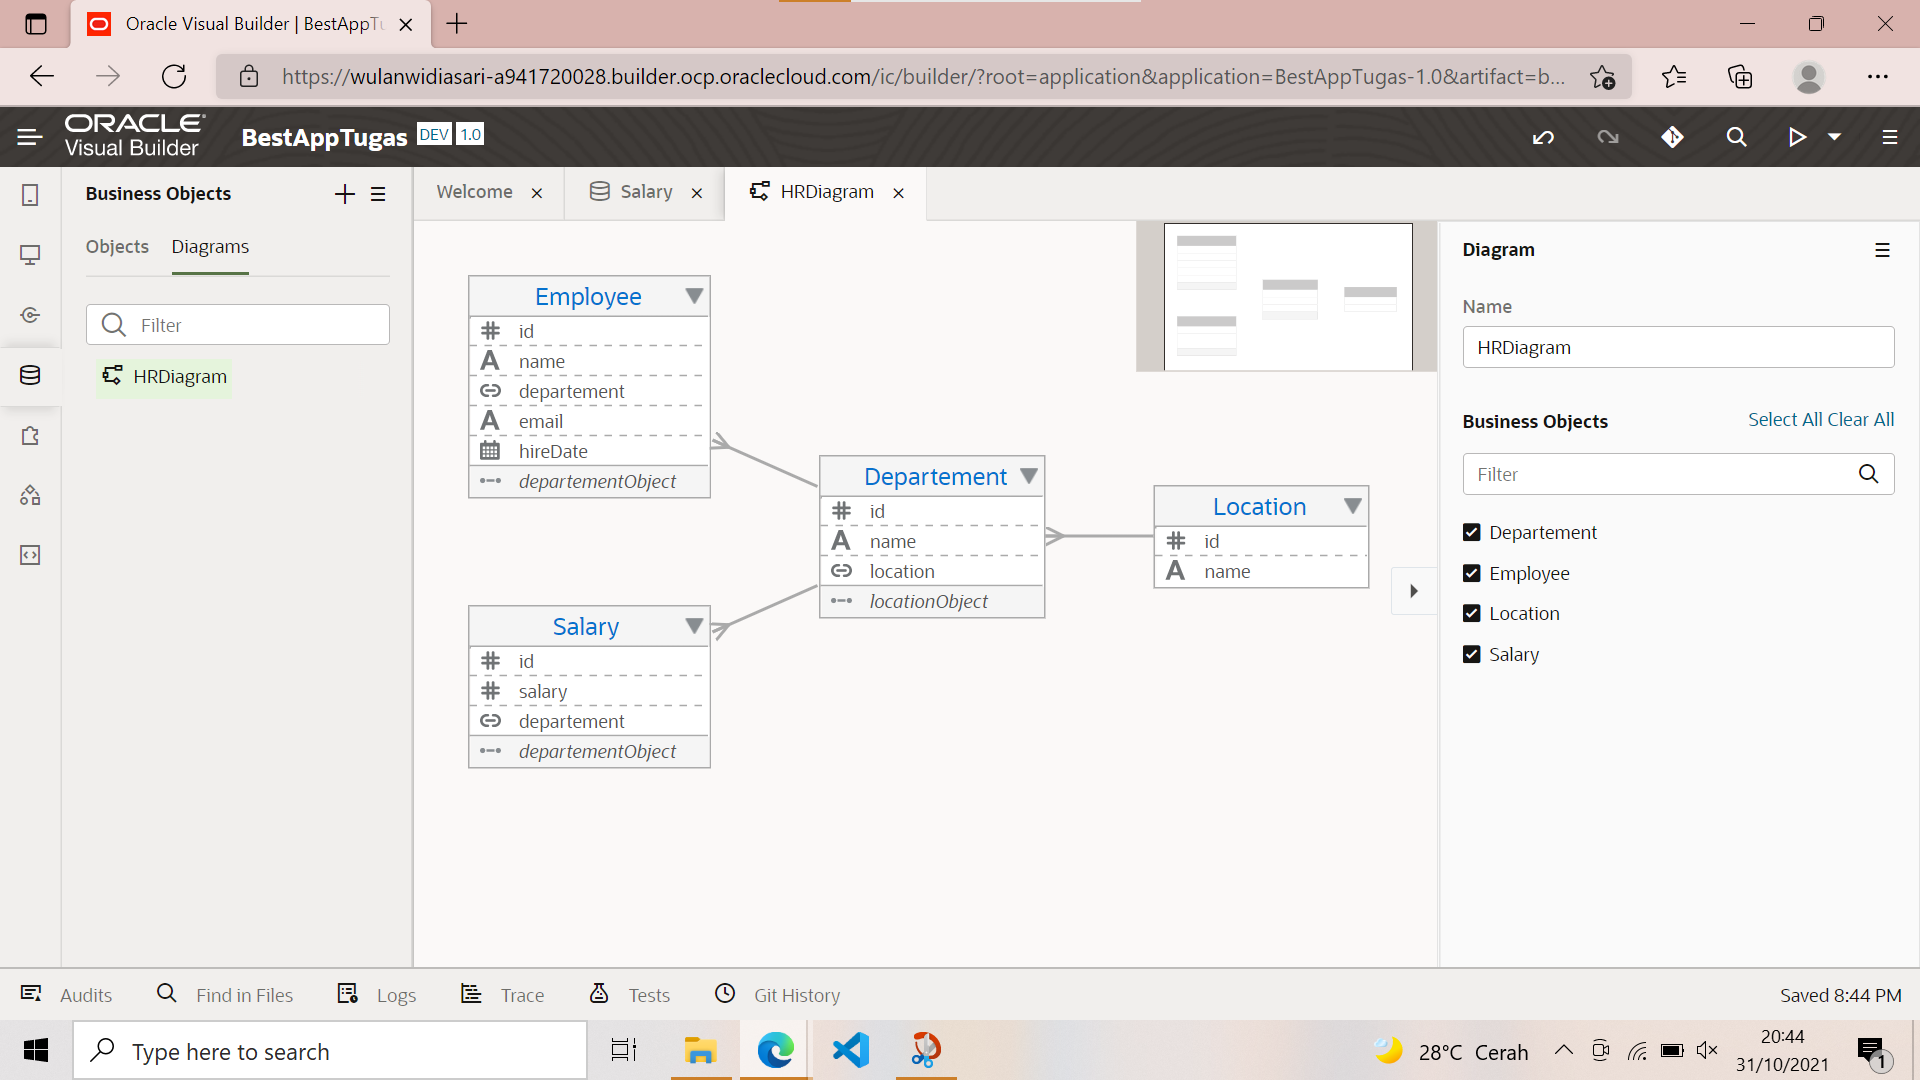 Oracle Visual Builder | BestAppTu
https://wulanwidiasari-a941720028.builder.ocp.oraclecloud.com/ic/builder/?root=application&application=BestAppTugas-1.0&artifact=b...
ORACLE
Visual Builder
BestAppTugas DEV 1.0
Business Objects
Welcome
Salary
HRDiagram
Objects
Diagrams
Filter
HRDiagram
Employee
id
name
departement
email
hireDate
departementObject
Departement
id
name
location
locationObject
Location
id
name
Salary
id
salary
departement
departementObject
Diagram
Name
HRDiagram
Business Objects
Select All Clear All
Filter
Departement
Employee
Location
Salary
Audits
Find in Files
Logs
Trace
Tests
Git History
Saved 8:44 PM
Type here to search
28°C Cerah
20:44
31/10/2021
1